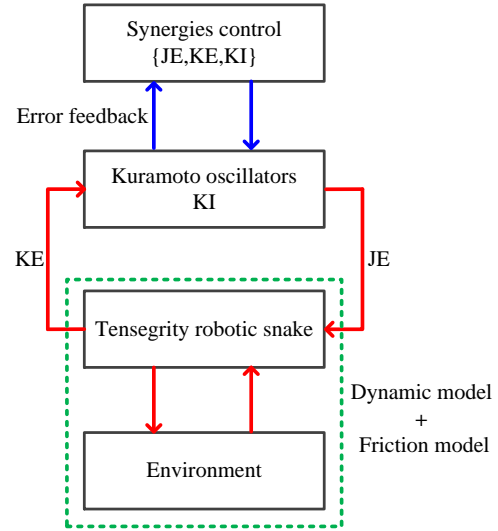 Synergies control
{JE,KE,KI}
Error feedback
Kuramoto oscillators
KI
KE
JE
Tensegrity robotic snake
Dynamic model
+
Friction model
Environment